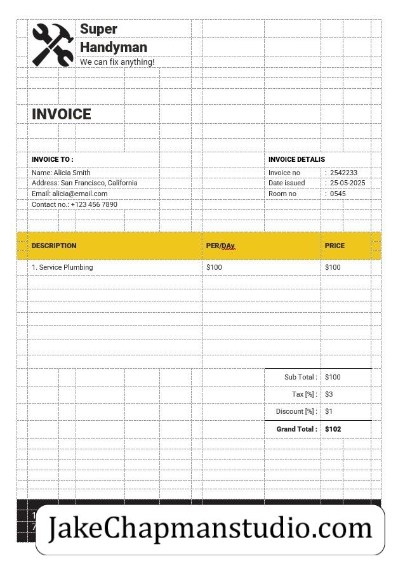 Super
Handyman
We can fix anything!
INVOICE
INVOICE TO :
INVOICE DETALIS
Name: Alicia Smith
Invoice no : 2542233
Address: San Francisco, California
Date issued : 25-05-2025
Email: alicia@email.com
Room no : 0545
Contact no.: +123 456 7890
DESCRIPTION PER/DAy PRICE
1. Service Plumbing $100 $100
Sub Total : $100
Tax [%] : $3
Discount [%] : $1
Grand Total : $102
JakeChapmanstudio.com